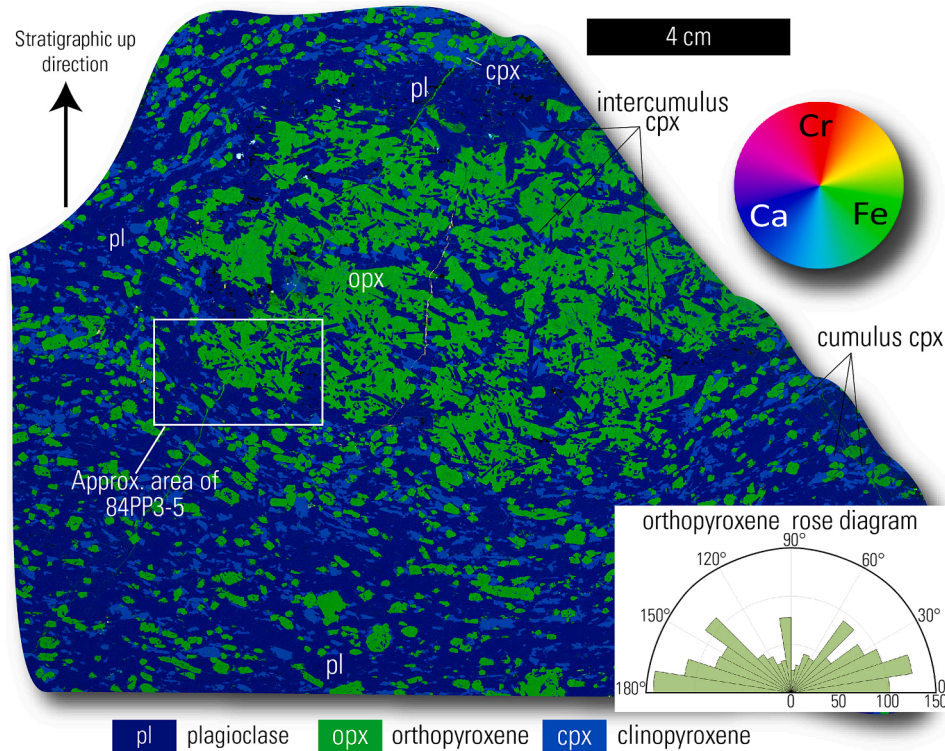 Stratigraphic up
direction
4 cm
cpx
pl
intercumulus
cpx
Cr
Ca
Fe
pl
opx
cumulus cpx
Approx. area of
84PP3-5
orthopyroxene rose diagram
90°
120°
60°
150°
30°
180°
0
0
50
100
150
pl
pl plagioclase
opx orthopyroxene
cpx clinopyroxene